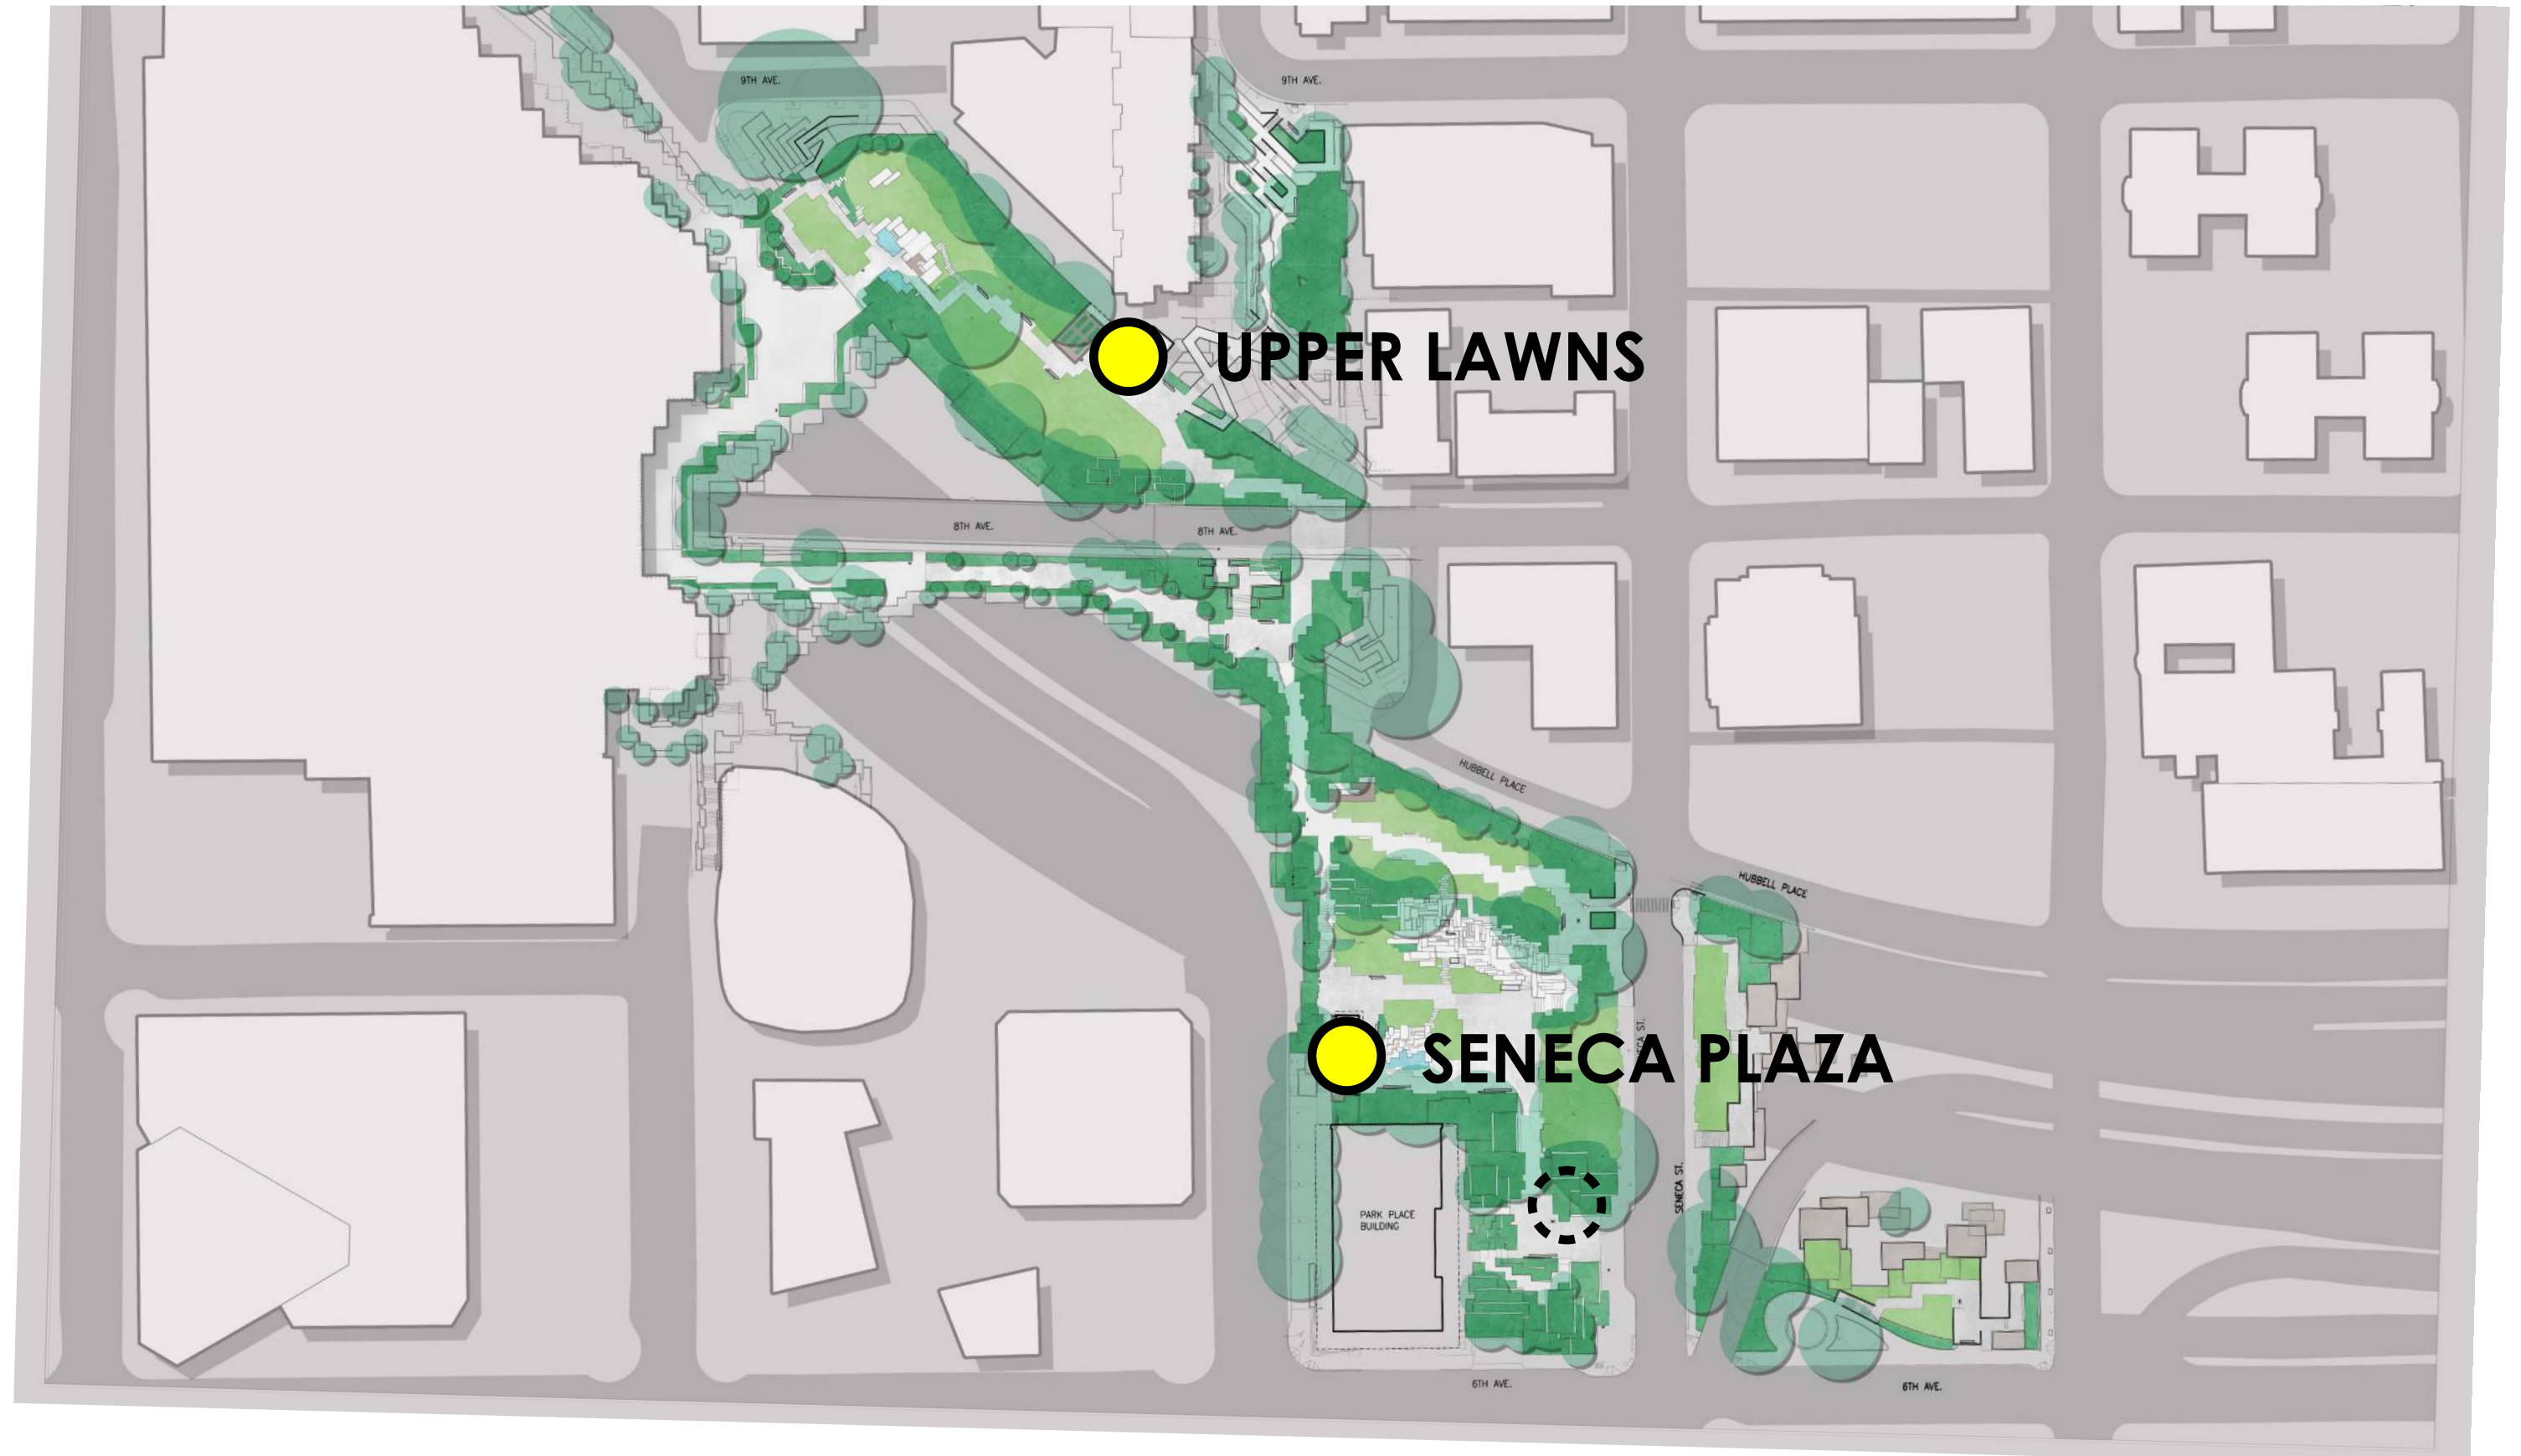 9TH AVE.
9TH AVE.
UPPER LAWNS
8TH AVE.
8TH AVE.
HUBBELL PLACE
HUBBELL PLACE
SENECA PLAZA
SENECA ST.
PARK PLACE
BUILDING
6TH AVE.
6TH AVE.